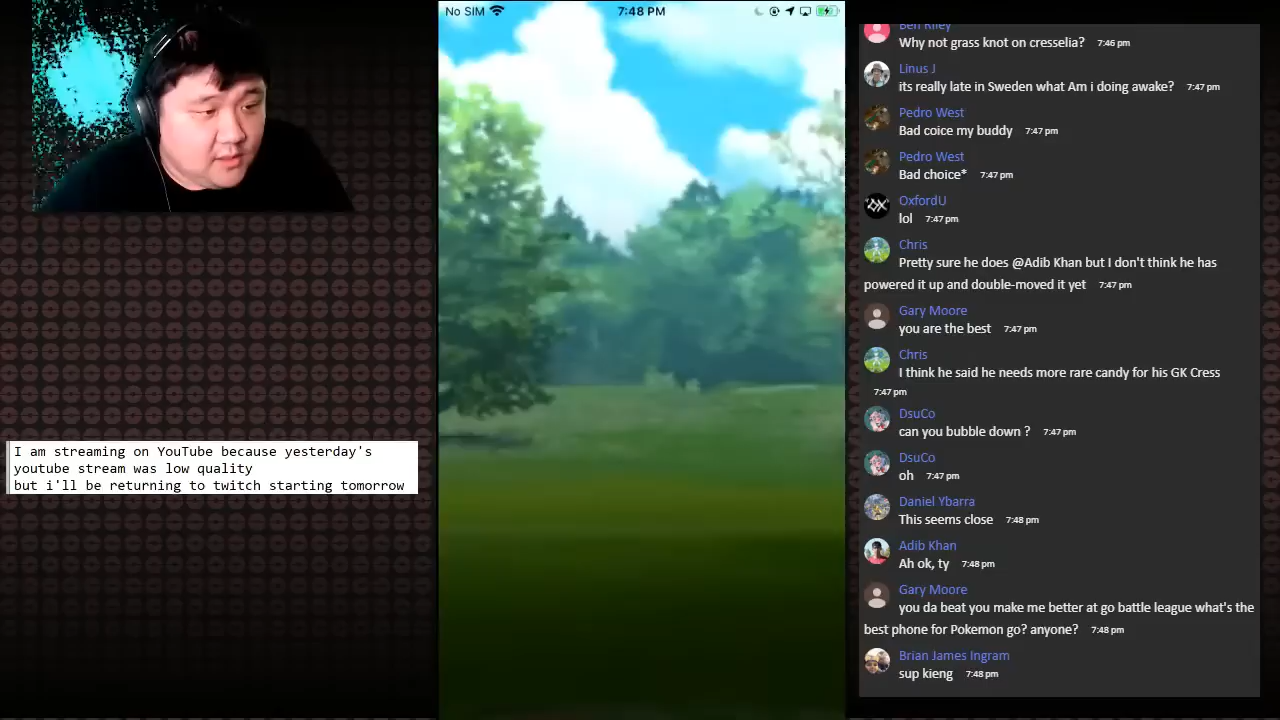 No SIM
7:48 PM
I am streaming on YouTube because yesterday's
youtube stream was low quality
but i'll be returning to twitch starting tomorrow
Ben Riley
Why not grass knot on cresselia? 7:46 pm
Linus J
its really late in Sweden what Am i doing awake? 7:47 pm
Pedro West
Bad coice my buddy 7:47 pm
Pedro West
Bad choice* 7:47 pm
OxfordU
lol 7:47 pm
Chris
Pretty sure he does @Adib Khan but I don't think he has
powered it up and double-moved it yet 7:47 pm
Gary Moore
you are the best 7:47 pm
Chris
I think he said he needs more rare candy for his GK Cress
7:47 pm
DsuCo
can you bubble down ? 7:47 pm
DsuCo
oh 7:47 pm
Daniel Ybarra
This seems close 7:48 pm
Adib Khan
Ah ok, ty 7:48 pm
Gary Moore
you da beat you make me better at go battle league what's the
best phone for Pokemon go? anyone? 7:48 pm
Brian James Ingram
sup kieng 7:48 pm